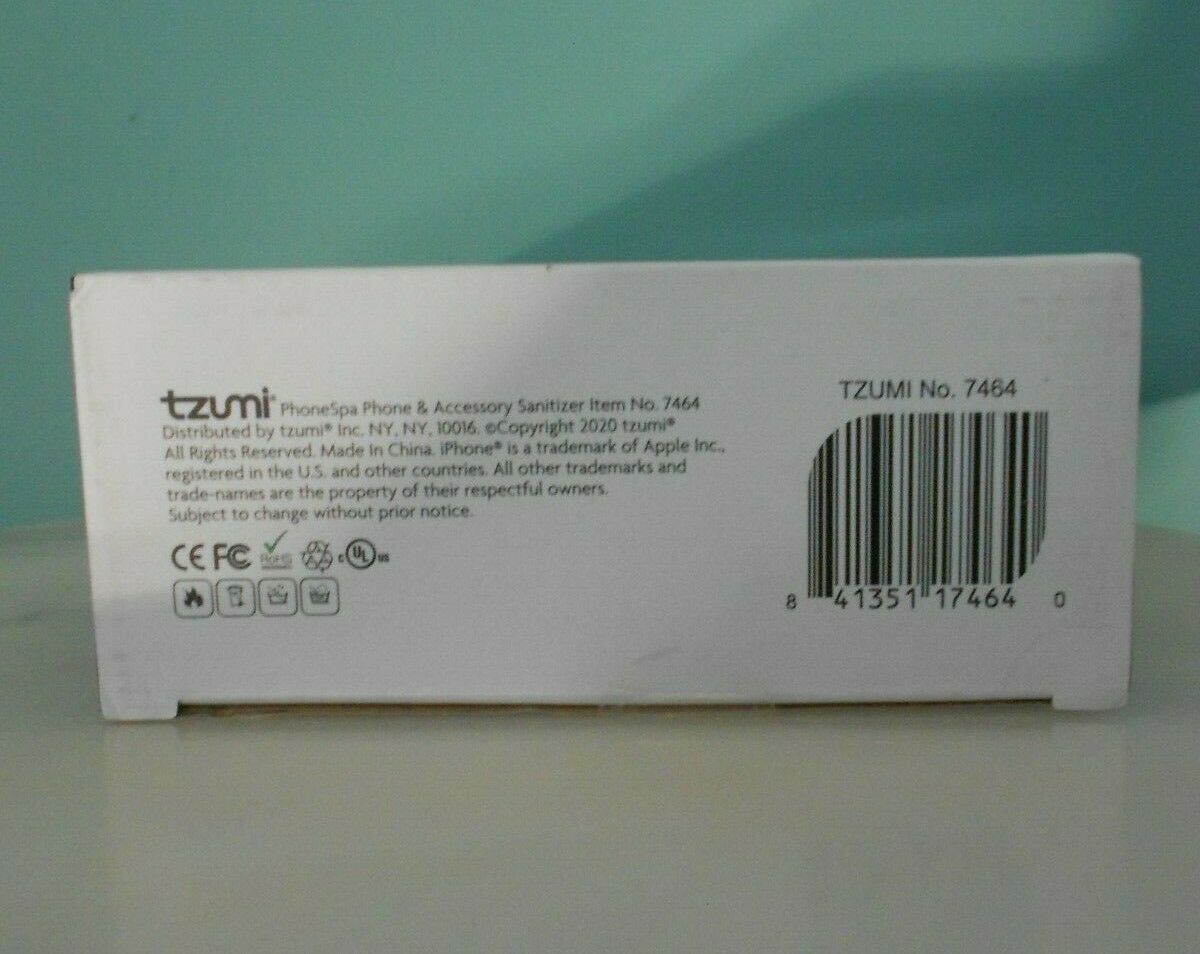 tzumi® PhoneSpa Phone & Accessory Sanitizer Item No. 7464
Distributed by tzumi® Inc. NY, NY, 10016. ©Copyright 2020 tzumi®
All Rights Reserved. Made In China. iPhone® is a trademark of Apple Inc.,
registered in the U.S. and other countries. All other trademarks and
trade-names are the property of their respectful owners.
Subject to change without prior notice.
CE FC RoHS c UL us
TZUMI No. 7464
8 41351 17464 0